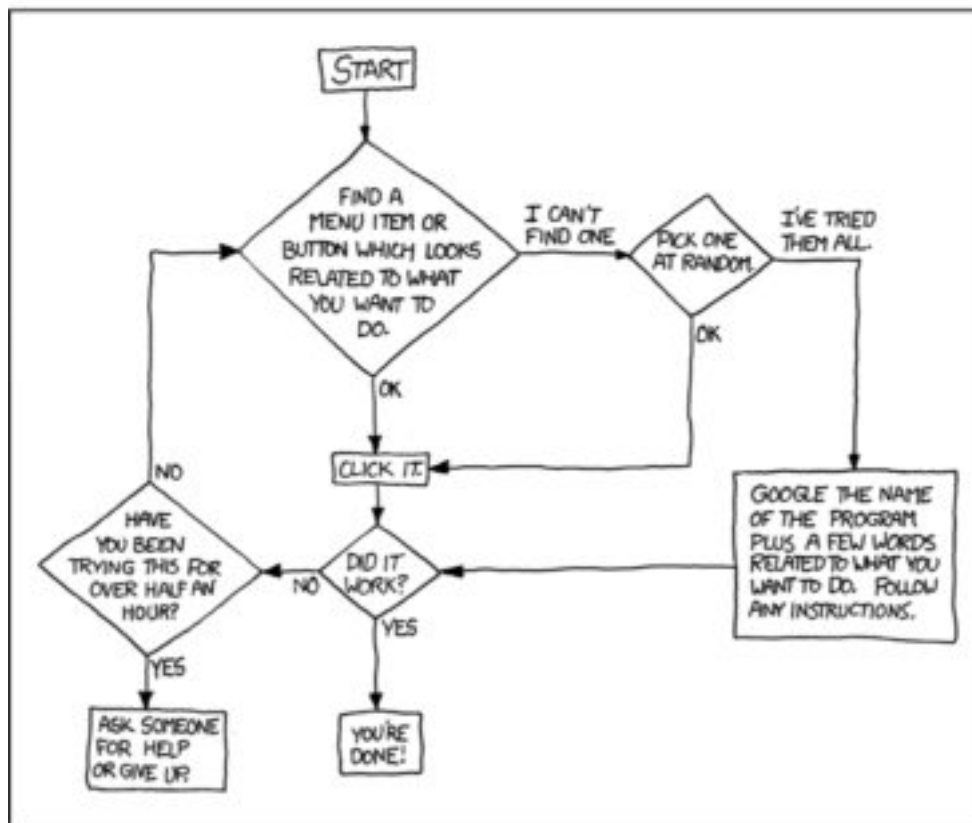 START
FIND A
MENU ITEM OR
BUTTON WHICH LOOKS
RELATED TO WHAT
YOU WANT TO
DO.
I CAN'T
FIND ONE
PICK ONE
AT RANDOM.
I'VE TRIED
THEM ALL.
OK
OK
CLICK IT.
NO
GOOGLE THE NAME
OF THE PROGRAM
PLUS A FEW WORDS
RELATED TO WHAT YOU
WANT TO DO. FOLLOW
ANY INSTRUCTIONS.
HAVE
YOU BEEN
TRYING THIS FOR
OVER HALF AN
HOUR?
NO
DID IT
WORK?
YES
YES
ASK SOMEONE
FOR HELP
OR GIVE UP.
YOU'RE
DONE!